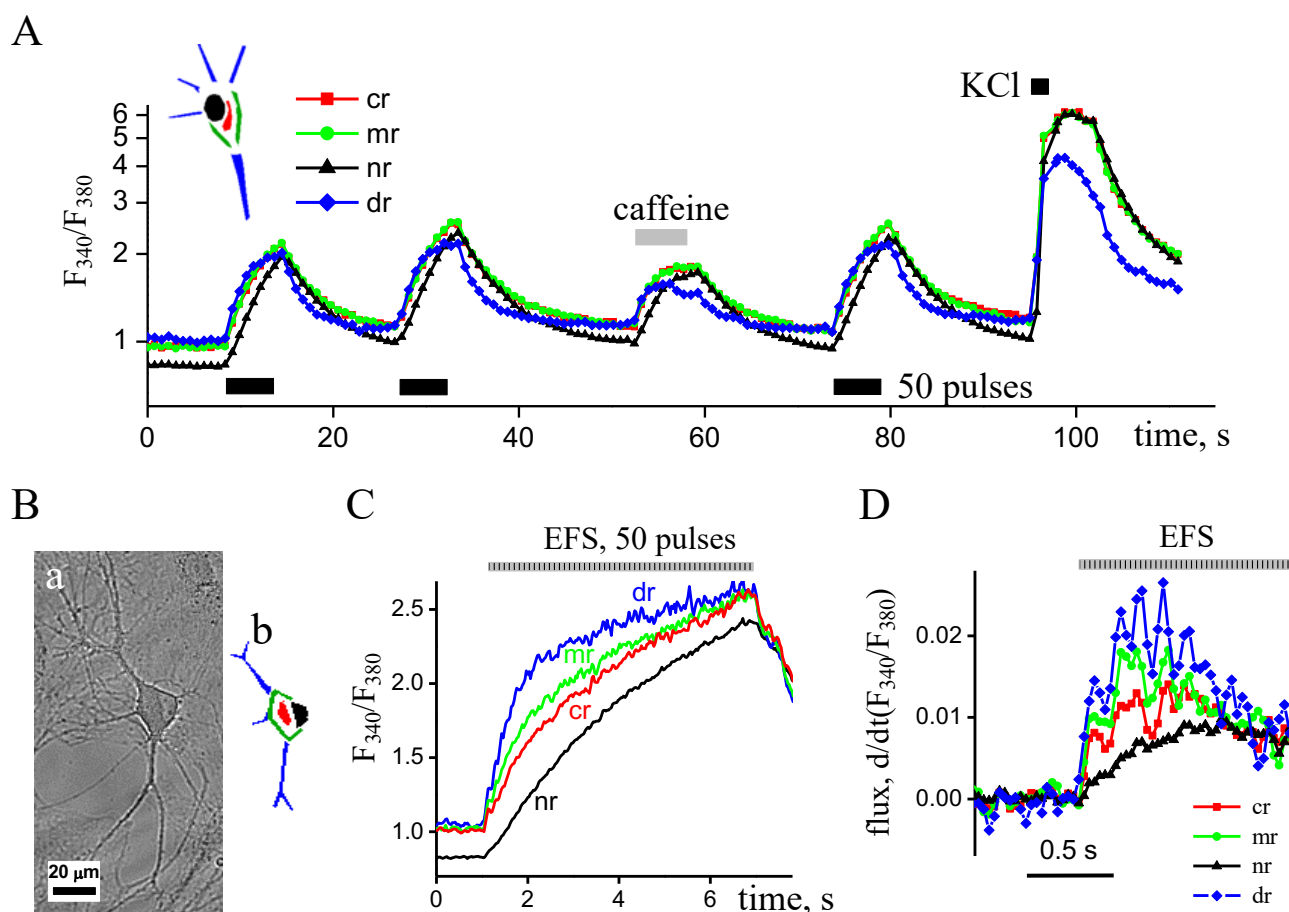 A
cr
mr
nr
dr
KCl
caffeine
F340/F380
6
5
4
3
2
1
50 pulses
0
20
40
60
80
100
time, s
B
a
b
20 μm
C
EFS, 50 pulses
dr
mr
cr
nr
F340/F380
2.5
2.0
1.5
1.0
0
2
4
6
time, s
D
EFS
flux, d/dt(F340/F380)
0.02
0.01
0.00
0.5 s
cr
mr
nr
dr